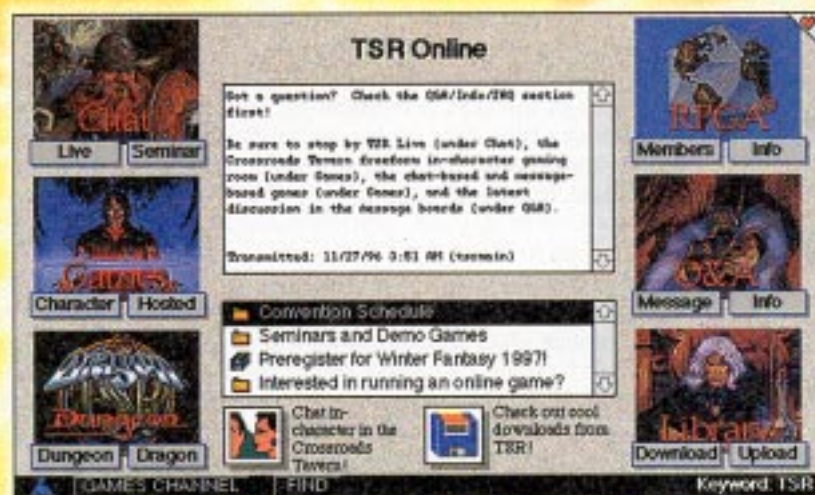 TSR Online
Chat
Live Seminar
Games
Character Hosted
Dragon
Dungeon
Dungeon Dragon
Got a question? Check the Q&A/Info/FAQ section
first!
Be sure to stop by TSR Live (under Chat), the
Crossroads Tavern freeform in-character gaming
room (under Games), the chat-based and message-
based games (under Games), and the latest
discussion in the message boards (under Q&A).
Transmitted: 11/27/96 3:51 AM (tsrmain)
Convention Schedule
Seminars and Demo Games
Preregister for Winter Fantasy 1997!
Interested in running an online game?
Chat in-
character in the
Crossroads
Tavern!
Check out cool
downloads from
TSR!
RPGA
Members Info
Q&A
Message Info
Library
Download Upload
GAMES CHANNEL FIND
Keyword: TSR